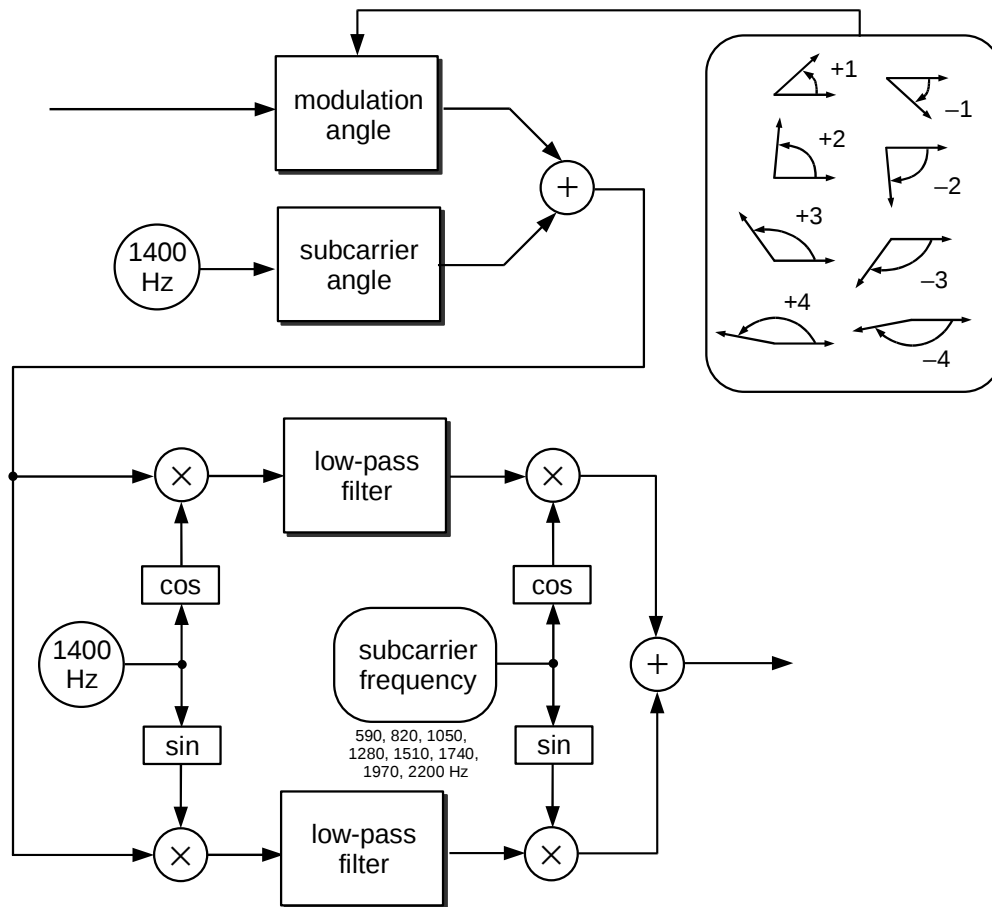 modulation
angle
+
1400
Hz
subcarrier
angle
+1
–1
+2
–2
+3
–3
+4
–4
×
low-pass
filter
×
cos
cos
1400
Hz
subcarrier
frequency
+
590, 820, 1050,
1280, 1510, 1740,
1970, 2200 Hz
sin
sin
×
low-pass
filter
×